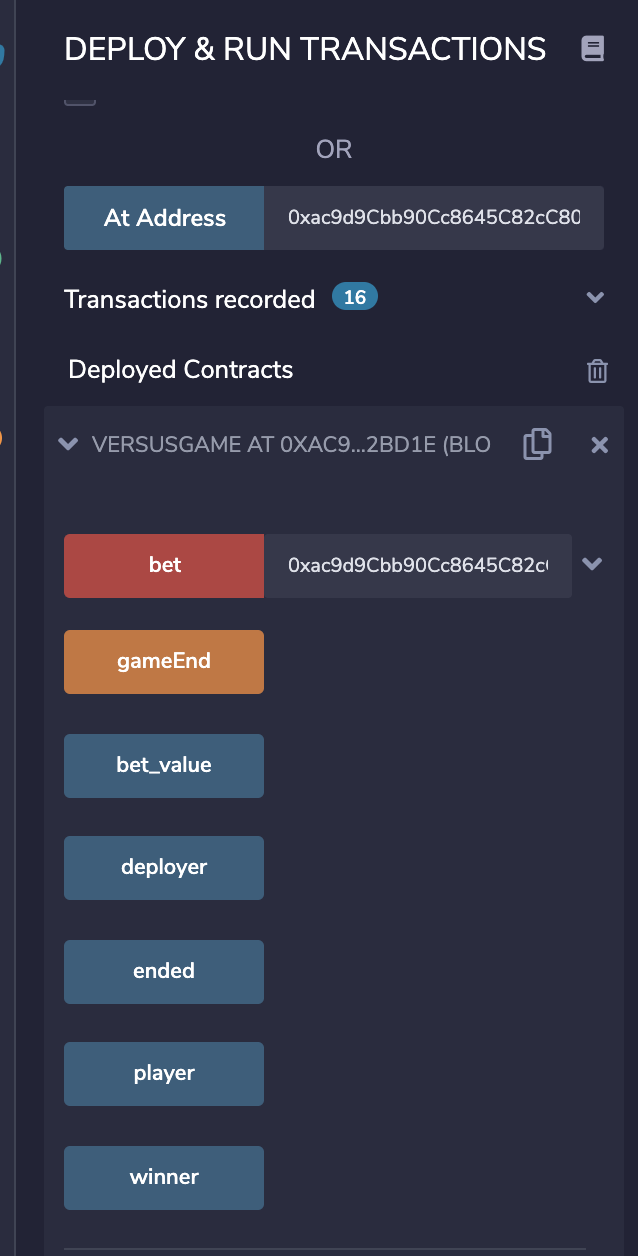 DEPLOY & RUN TRANSACTIONS
OR
At Address 0xac9d9Cbb90Cc8645C82cC80
Transactions recorded 16
Deployed Contracts
VERSUSGAME AT 0XAC9...2BD1E (BLO
bet 0xac9d9Cbb90Cc8645C82c
gameEnd
bet_value
deployer
ended
player
winner